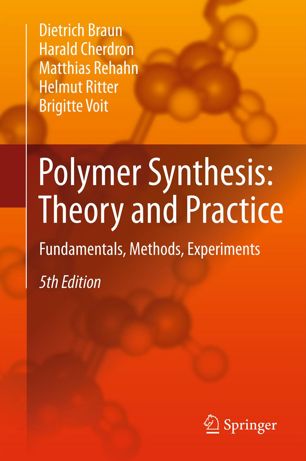 Dietrich Braun
Harald Cherdron
Matthias Rehahn
Helmut Ritter
Brigitte Voit
Polymer Synthesis:
Theory and Practice
Fundamentals, Methods, Experiments
5th Edition
Springer